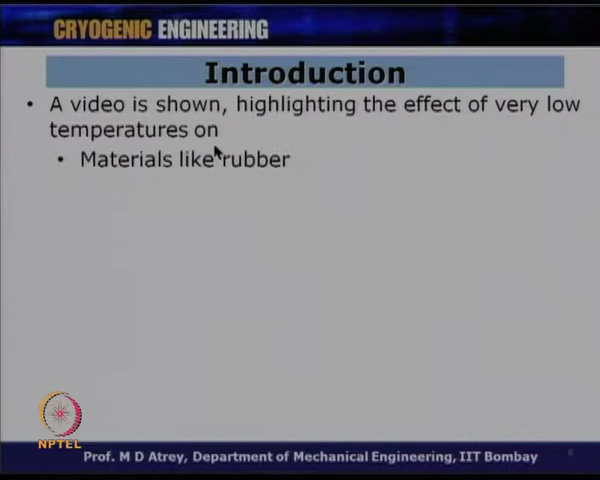 CRYOGENIC ENGINEERING
Introduction
• A video is shown, highlighting the effect of very low
temperatures on
• Materials like rubber
NPTEL
Prof. M D Atrey, Department of Mechanical Engineering, IIT Bombay
6